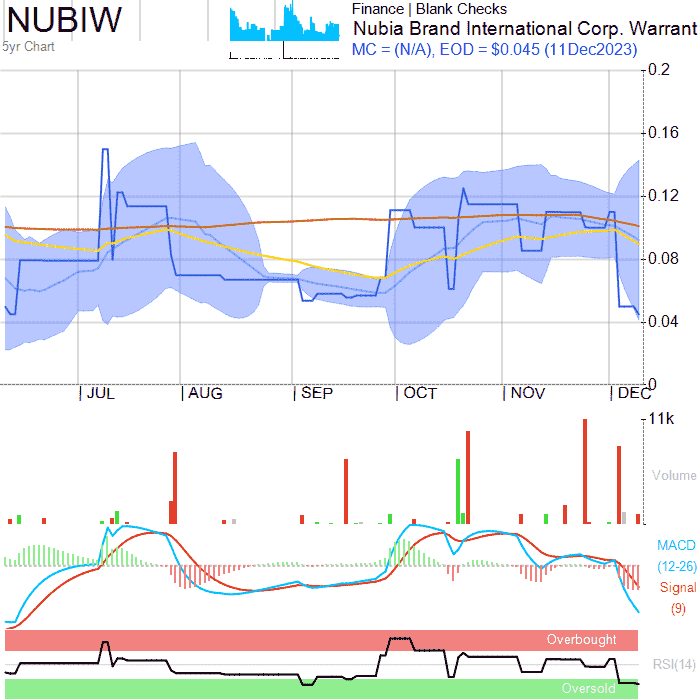 NUBIW
5yr Chart
Finance | Blank Checks
Nubia Brand International Corp. Warrant
MC = (N/A), EOD = $0.045 (11Dec2023)
0.2
0.16
0.12
0.08
0.04
0
JUL AUG SEP OCT NOV DEC
11k
Volume
MACD
(12-26)
Signal
(9)
Overbought
RSI(14)
Oversold